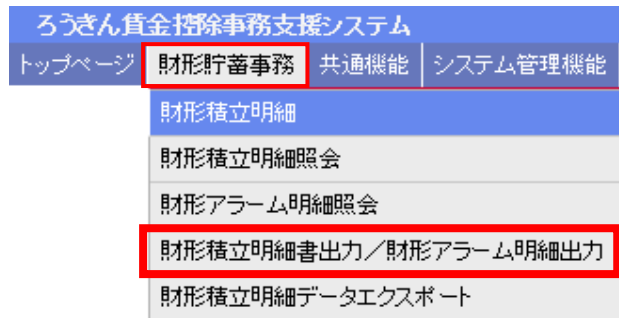 ろうきん賃金控除事務支援システム
トップページ 財形貯蓄事務 共通機能 システム管理機能
財形積立明細
財形積立明細照会
財形アラーム明細照会
財形積立明細書出力／財形アラーム明細出力
財形積立明細データエクスポート